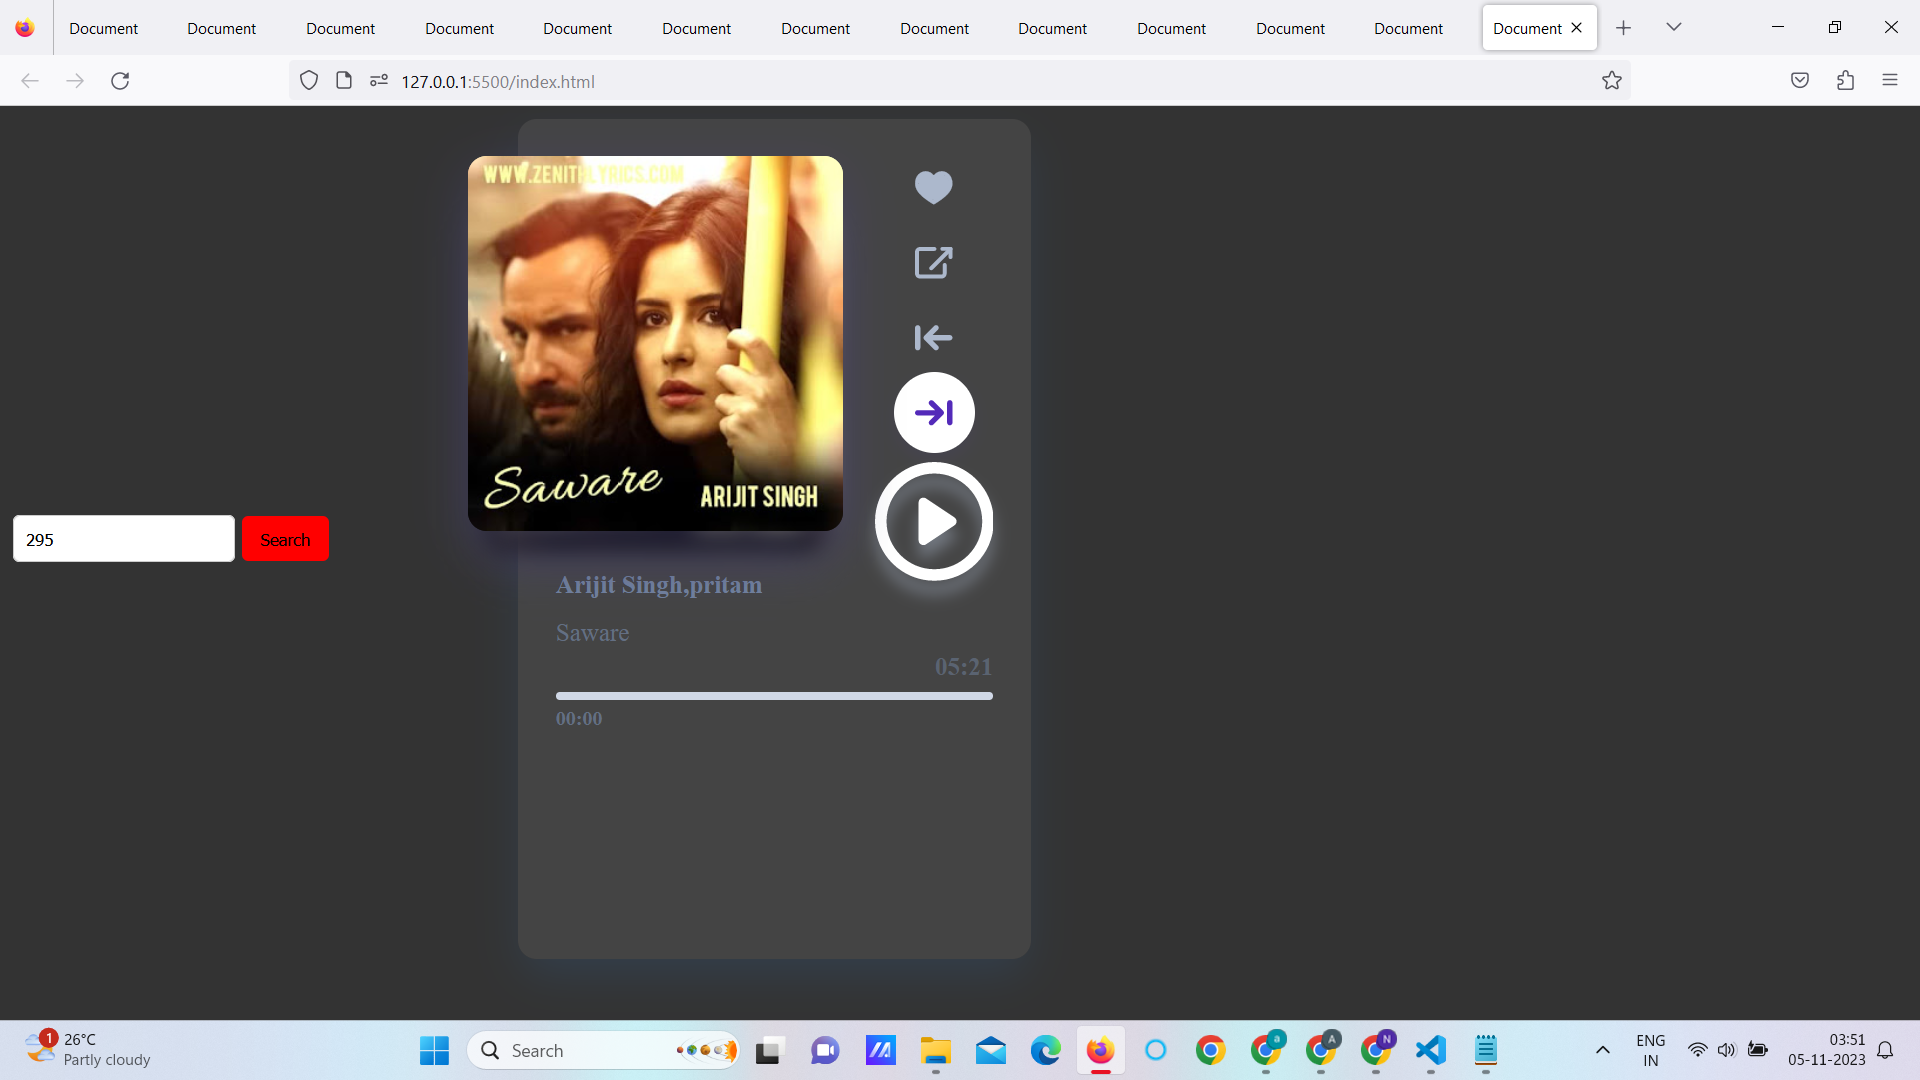 Document Document Document Document Document Document Document Document Document Document Document Document Document
127.0.0.1:5500/index.html
WWW.ZENITHLYRICS.COM
Saware
ARIJIT SINGH
295
Search
Arijit Singh,pritam
Saware
05:21
00:00
1
26°C
Partly cloudy
Search
a
A
N
ENG
IN
03:51
05-11-2023